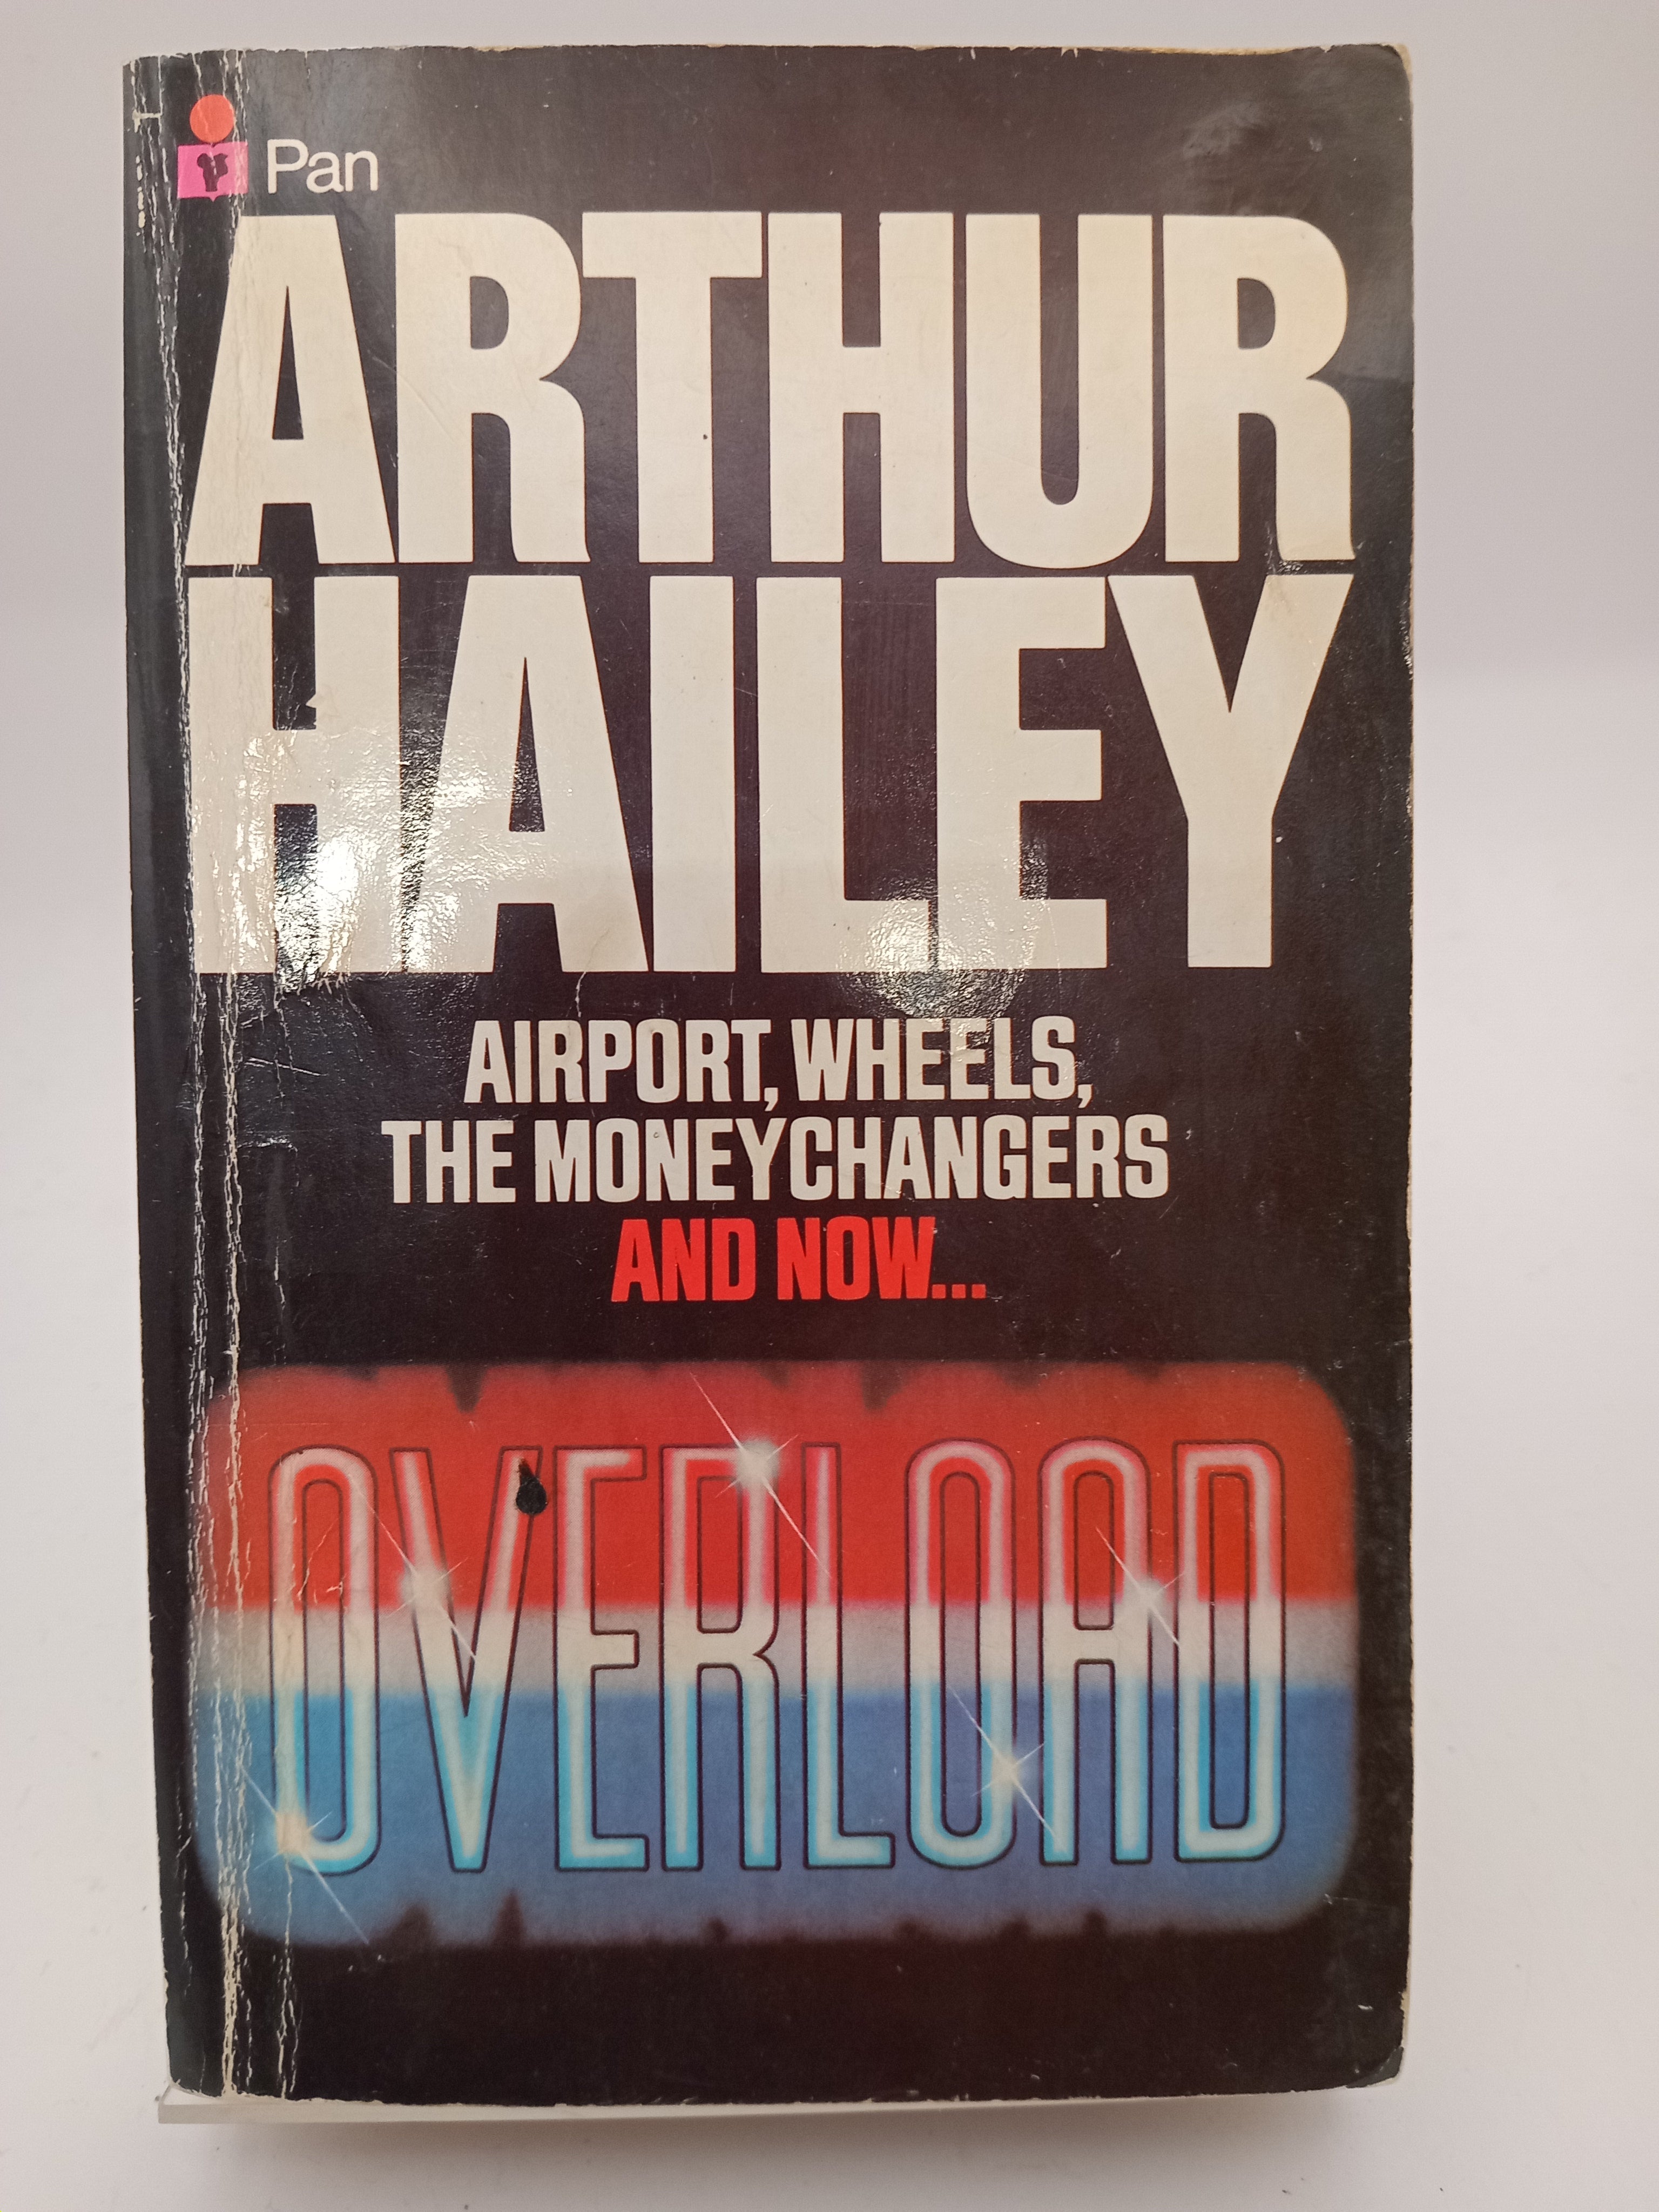 Pan
ARTHUR
HAILEY
AIRPORT, WHEELS,
THE MONEYCHANGERS
AND NOW...
OVERLOAD